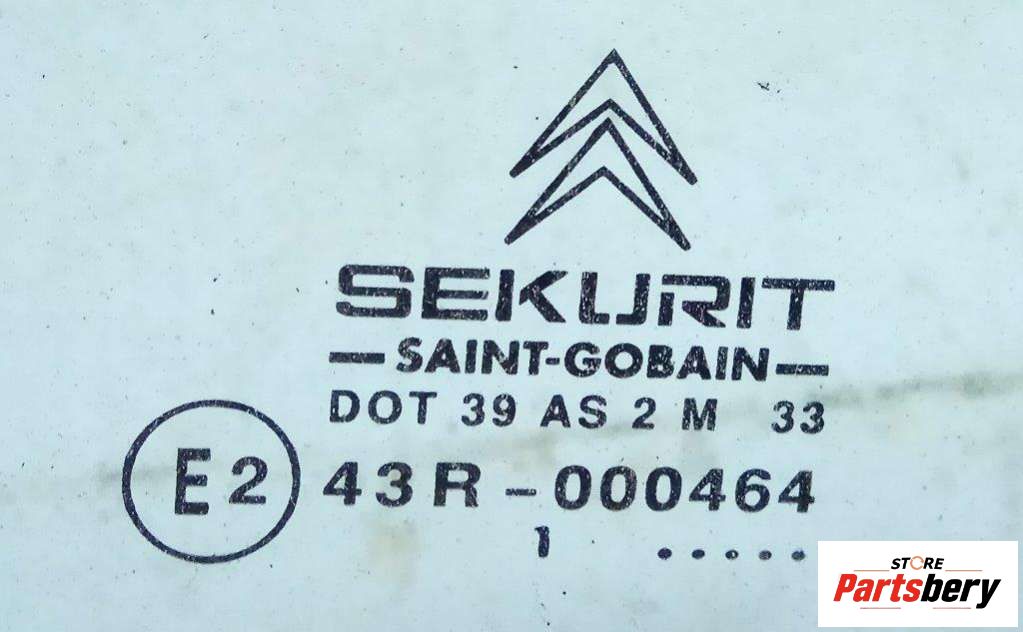 SEKURIT
SAINT-GOBAIN
DOT 39 AS 2 M 33
E2 43R - 000464
1 .....
STORE
Partsbery